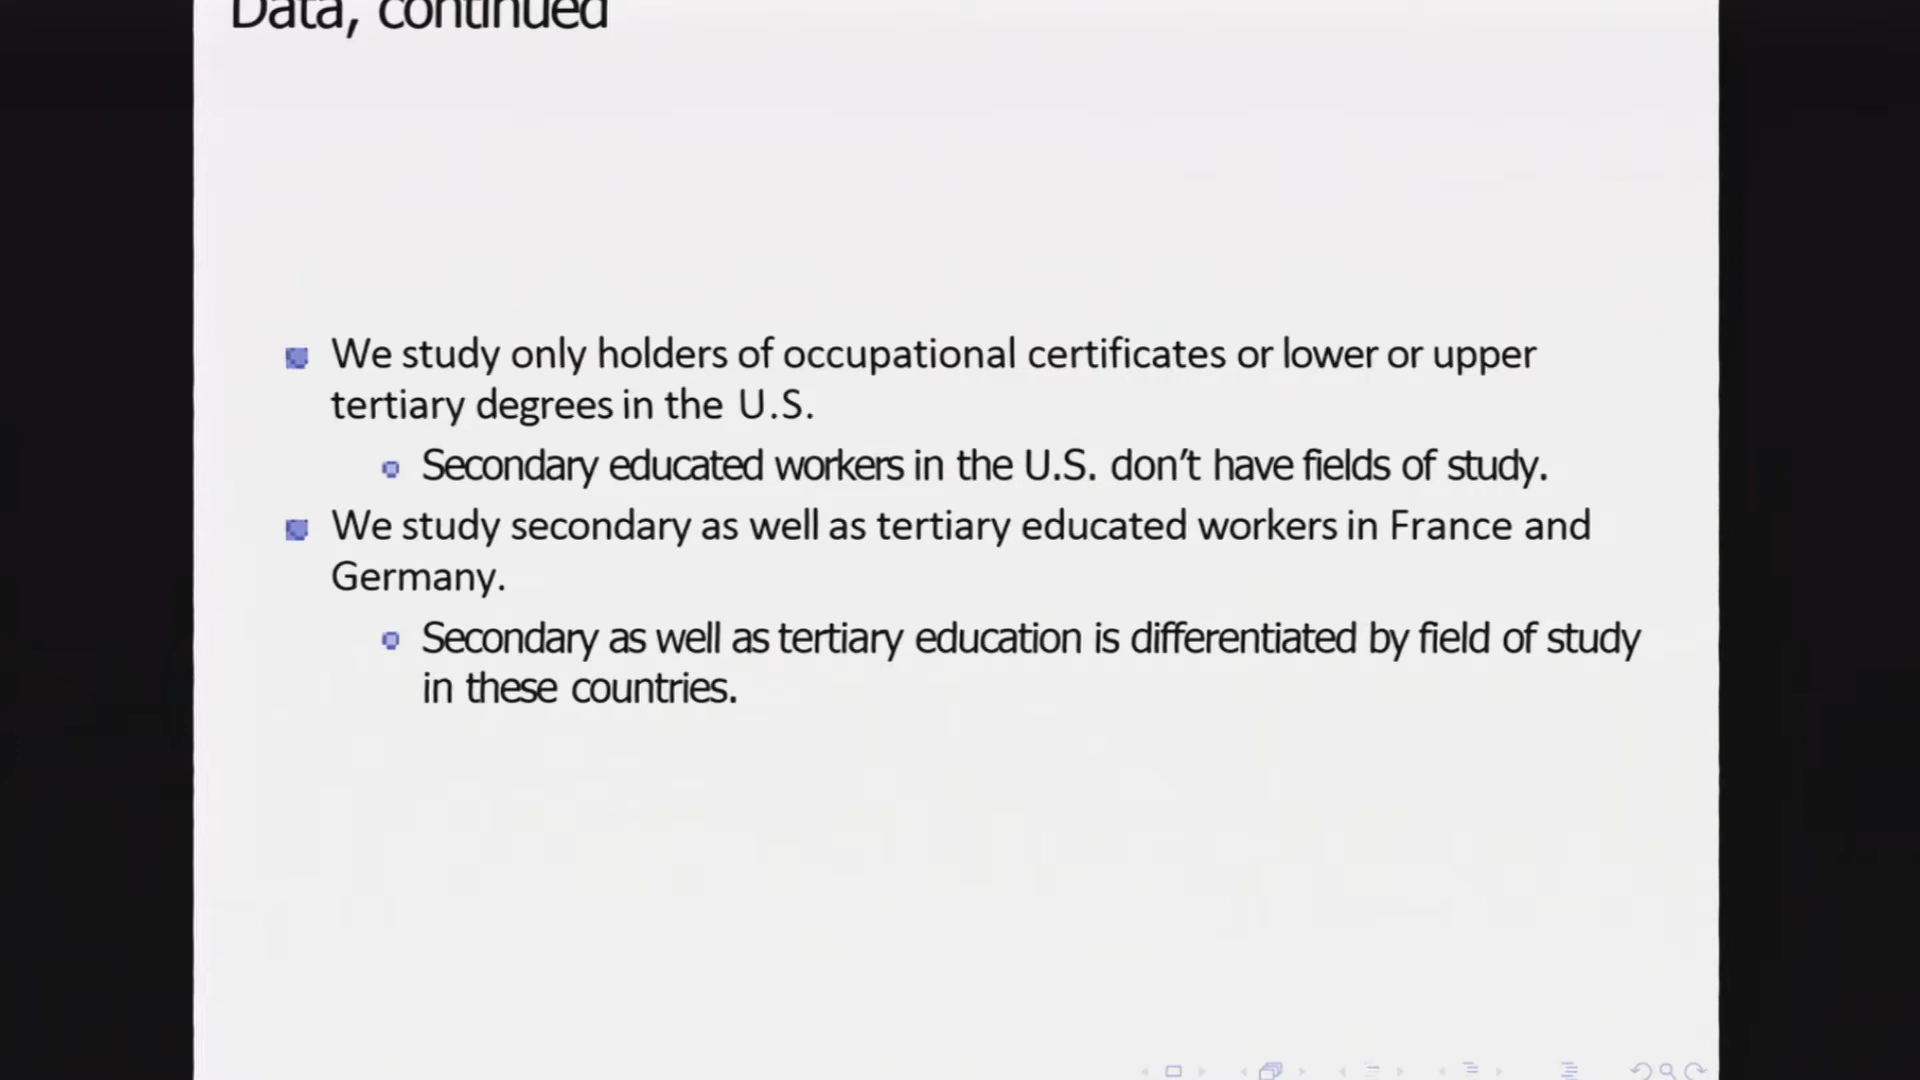 Data, continued
We study only holders of occupational certificates or lower or upper
tertiary degrees in the U.S.
Secondary educated workers in the U.S. don't have fields of study.
We study secondary as well as tertiary educated workers in France and
Germany.
Secondary as well as tertiary education is differentiated by field of study
in these countries.